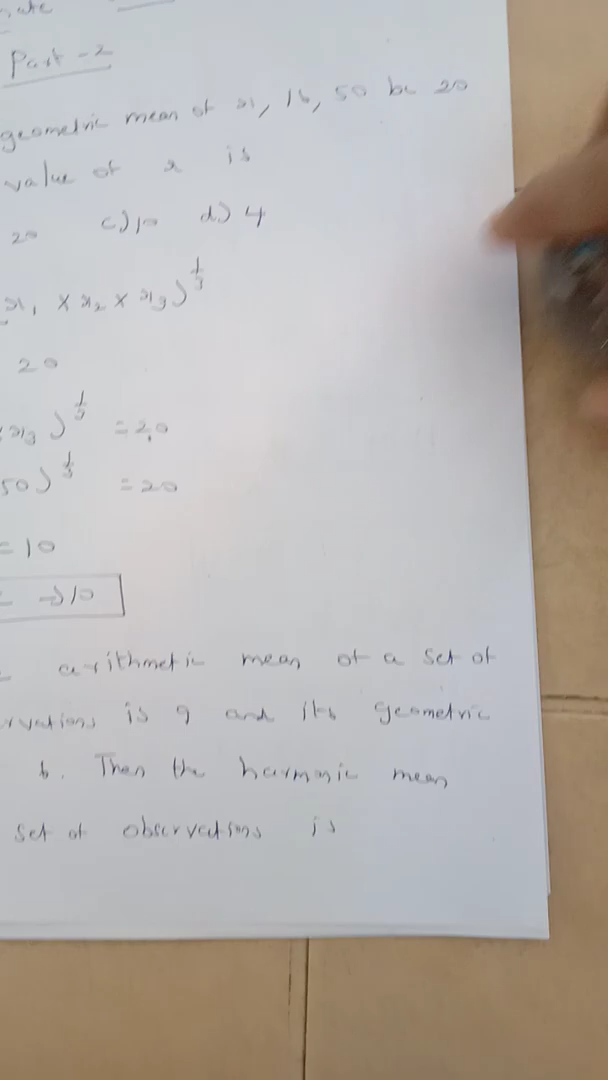 Part -2
geometric mean of x, 16, 50 be 20
value of x is
20 c) 10 d) 4
x₁ × x₂ × x₃)^1/3
20
x₃)^1/3 = 20
50)^1/3 = 20
= 10
→ 10
arithmetic mean of a set of
is 9 and its geometric
6. Then the harmonic mean
set of observations is